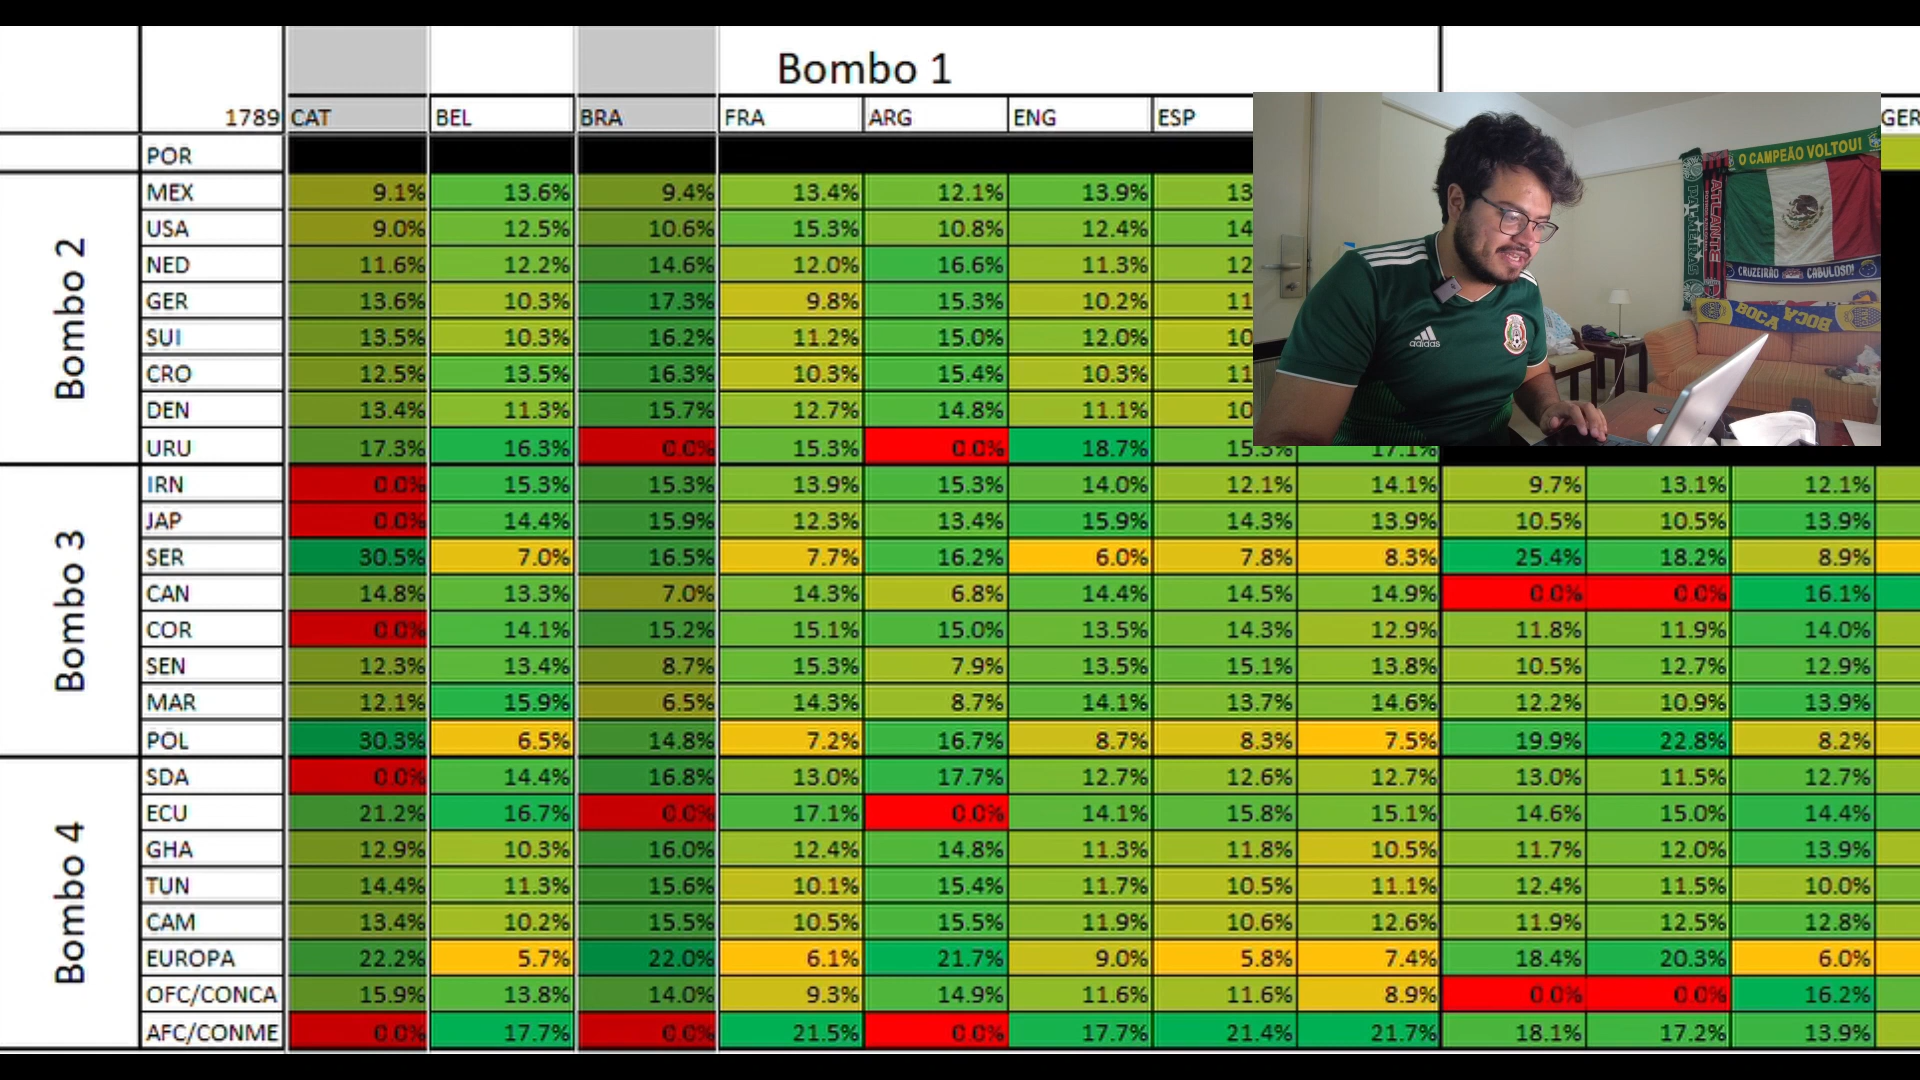 Bombo 1
1789 CAT BEL BRA FRA ARG ENG ESP GER
POR
Bombo 2
MEX 9.1% 13.6% 9.4% 13.4% 12.1% 13.9% 13
USA 9.0% 12.5% 10.6% 15.3% 10.8% 12.4% 14
NED 11.6% 12.2% 14.6% 12.0% 16.6% 11.3% 12
GER 13.6% 10.3% 17.3% 9.8% 15.3% 10.2% 11
SUI 13.5% 10.3% 16.2% 11.2% 15.0% 12.0% 10
CRO 12.5% 13.5% 16.3% 10.3% 15.4% 10.3% 11
DEN 13.4% 11.3% 15.7% 12.7% 14.8% 11.1% 10
URU 17.3% 16.3% 0.0% 15.3% 0.0% 18.7% 15.3% 17.1%
Bombo 3
IRN 0.0% 15.3% 15.3% 13.9% 15.3% 14.0% 12.1% 14.1% 9.7% 13.1% 12.1%
JAP 0.0% 14.4% 15.9% 12.3% 13.4% 15.9% 14.3% 13.9% 10.5% 10.5% 13.9%
SER 30.5% 7.0% 16.5% 7.7% 16.2% 6.0% 7.8% 8.3% 25.4% 18.2% 8.9%
CAN 14.8% 13.3% 7.0% 14.3% 6.8% 14.4% 14.5% 14.9% 0.0% 0.0% 16.1%
COR 0.0% 14.1% 15.2% 15.1% 15.0% 13.5% 14.3% 12.9% 11.8% 11.9% 14.0%
SEN 12.3% 13.4% 8.7% 15.3% 7.9% 13.5% 15.1% 13.8% 10.5% 12.7% 12.9%
MAR 12.1% 15.9% 6.5% 14.3% 8.7% 14.1% 13.7% 14.6% 12.2% 10.9% 13.9%
POL 30.3% 6.5% 14.8% 7.2% 16.7% 8.7% 8.3% 7.5% 19.9% 22.8% 8.2%
Bombo 4
SDA 0.0% 14.4% 16.8% 13.0% 17.7% 12.7% 12.6% 12.7% 13.0% 11.5% 12.7%
ECU 21.2% 16.7% 0.0% 17.1% 0.0% 14.1% 15.8% 15.1% 14.6% 15.0% 14.4%
GHA 12.9% 10.3% 16.0% 12.4% 14.8% 11.3% 11.8% 10.5% 11.7% 12.0% 13.9%
TUN 14.4% 11.3% 15.6% 10.1% 15.4% 11.7% 10.5% 11.1% 12.4% 11.5% 10.0%
CAM 13.4% 10.2% 15.5% 10.5% 15.5% 11.9% 10.6% 12.6% 11.9% 12.5% 12.8%
EUROPA 22.2% 5.7% 22.0% 6.1% 21.7% 9.0% 5.8% 7.4% 18.4% 20.3% 6.0%
OFC/CONCA 15.9% 13.8% 14.0% 9.3% 14.9% 11.6% 11.6% 8.9% 0.0% 0.0% 16.2%
AFC/CONME 0.0% 17.7% 0.0% 21.5% 0.0% 17.7% 21.4% 21.7% 18.1% 17.2% 13.9%
O CAMPEÃO VOLTOU!
PALMEIRAS
ATLANTE
CRUZEIRÃO CABULOSO!
BOCA BOCA
adidas